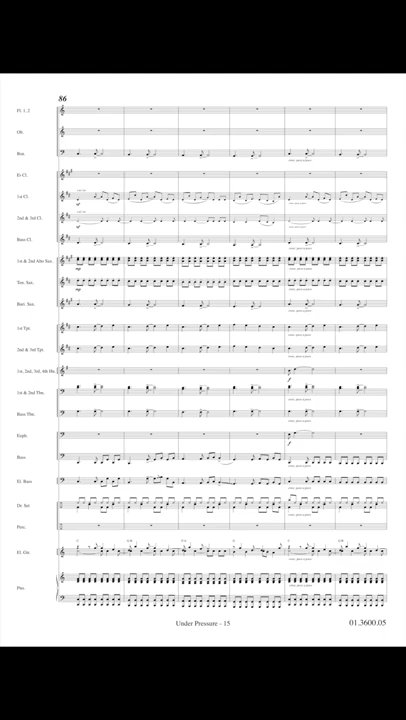 86
Fl. 1, 2
Ob.
Bsn.
E♭ Cl.
1st Cl.
2nd & 3rd Cl.
Bass Cl.
1st & 2nd Alto Sax.
Ten. Sax.
Bari. Sax.
1st Tpt.
2nd & 3rd Tpt.
1st, 2nd, 3rd, 4th Hn.
1st & 2nd Tbn.
Bass Tbn.
Euph.
Bass
El. Bass
Dr. Set
Perc.
El. Gtr.
Pno.
Under Pressure - 15
01.3600.05